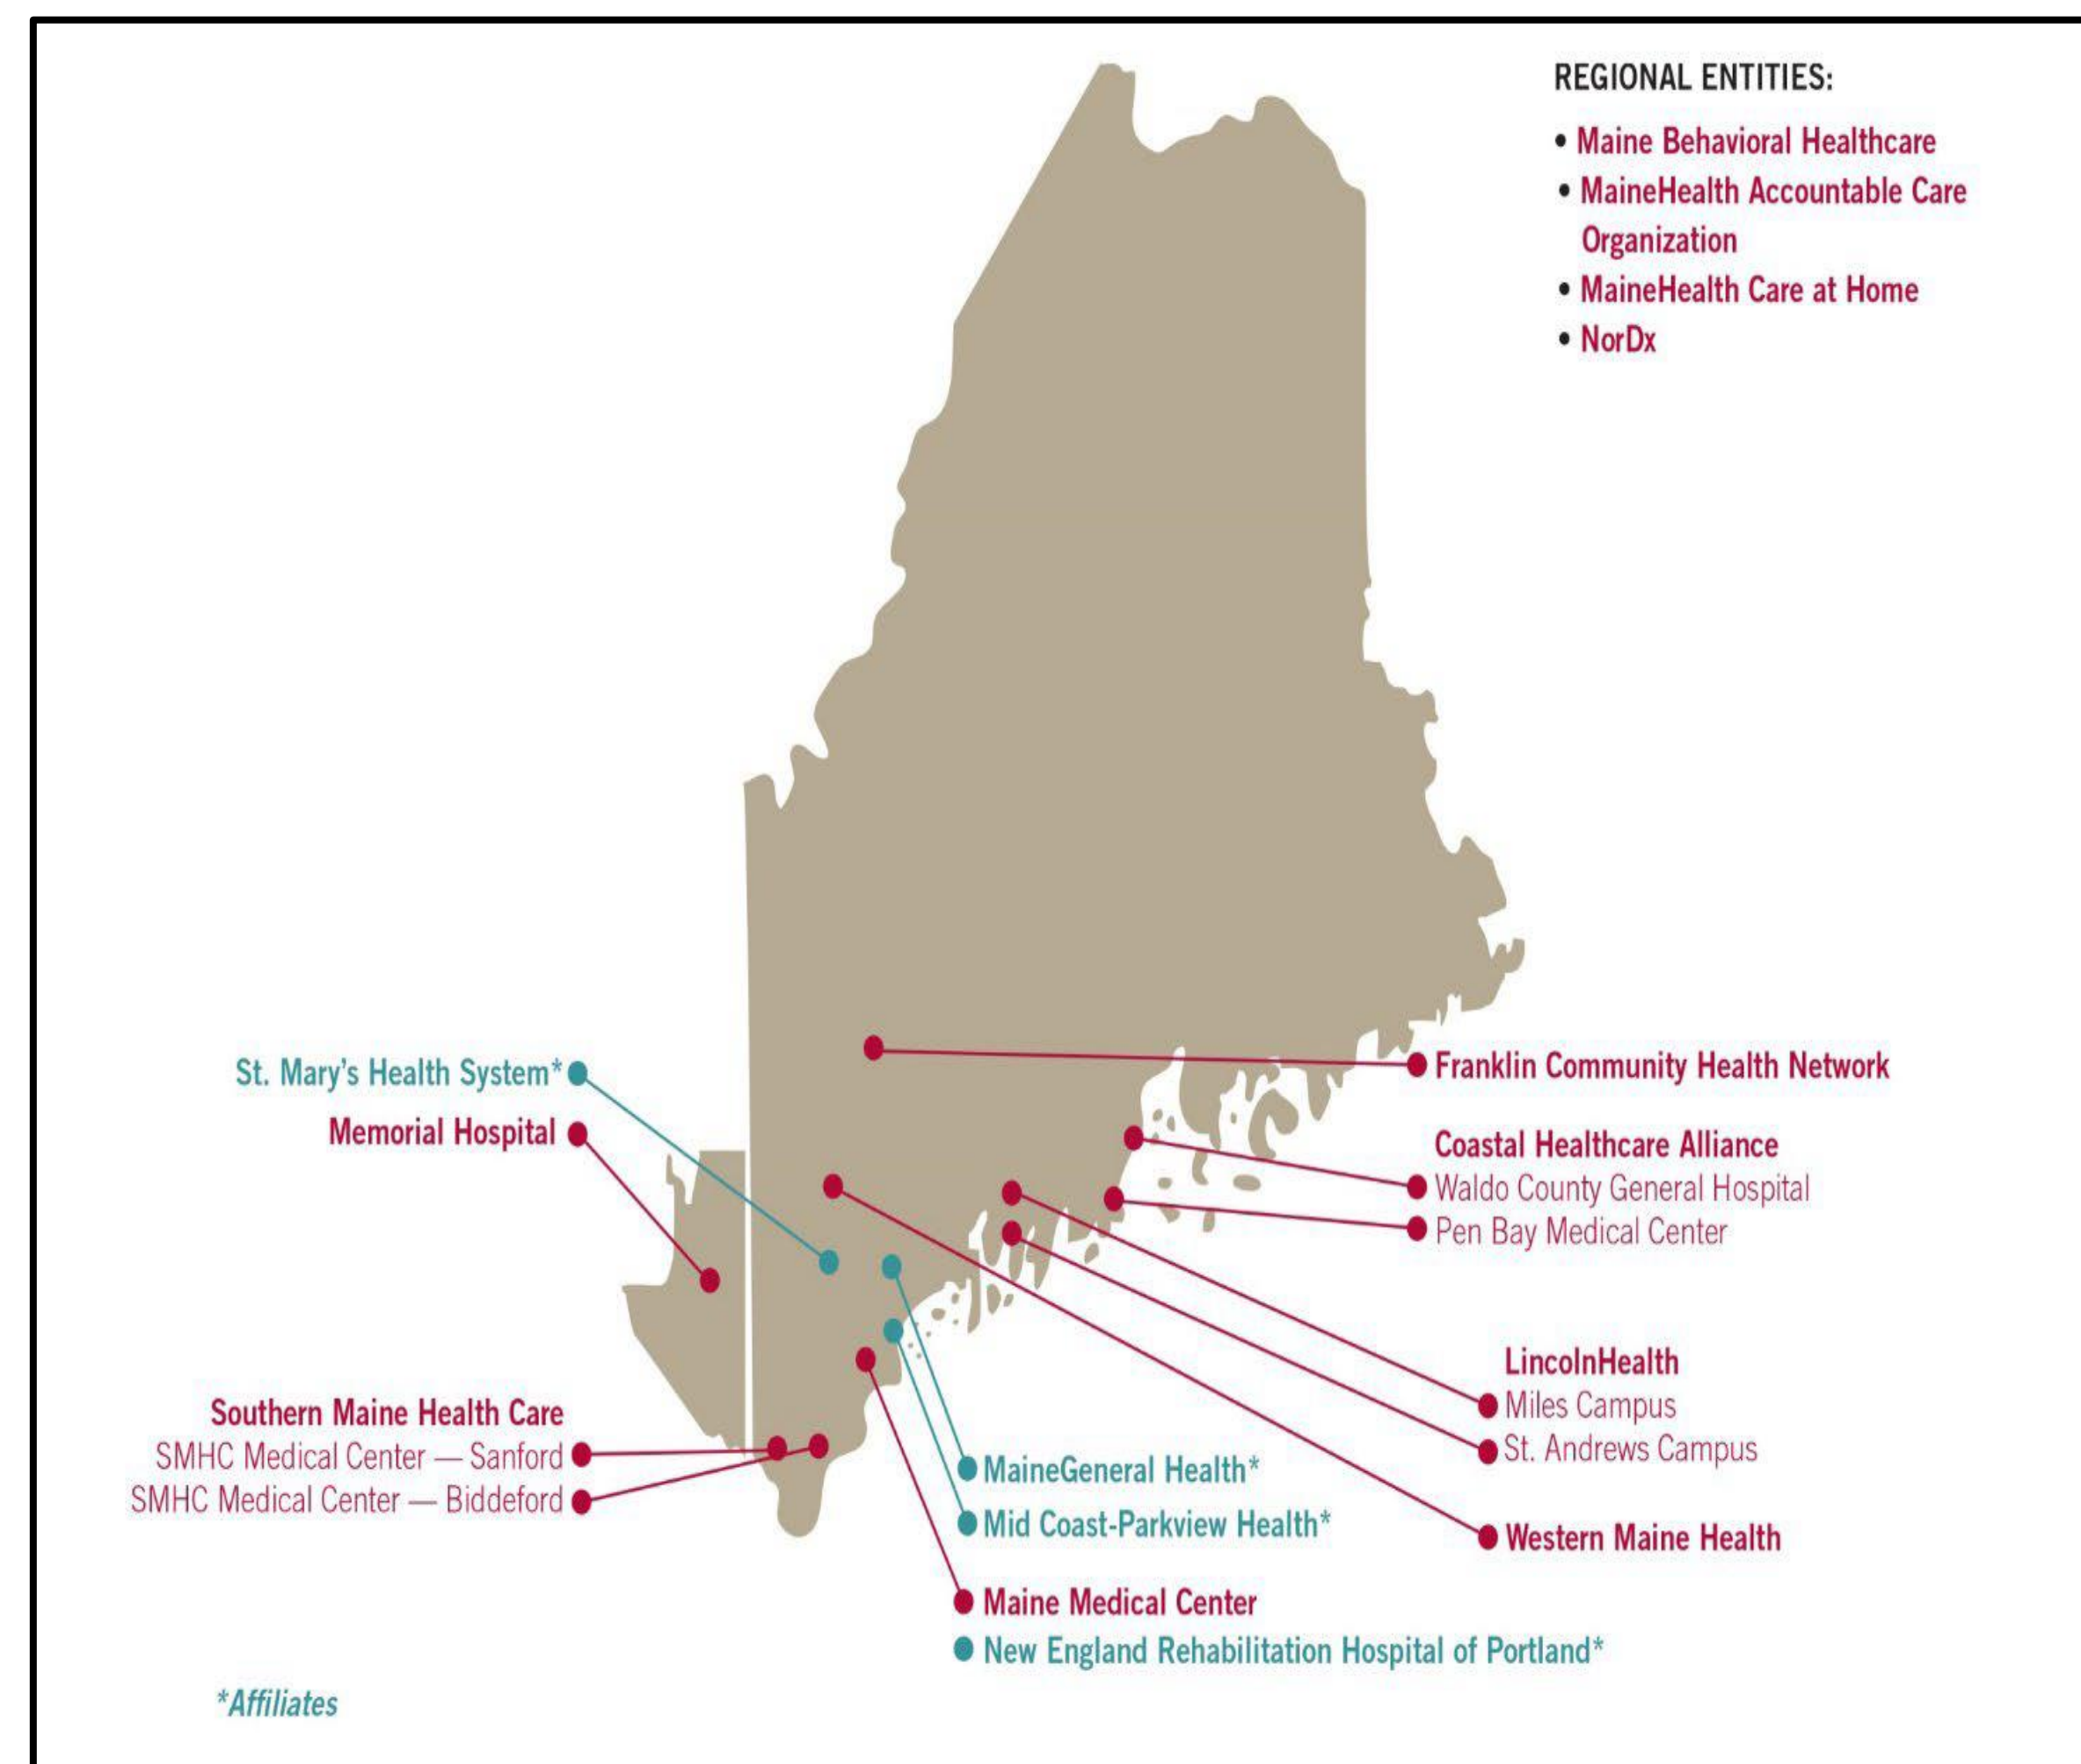 REGIONAL ENTITIES:
• Maine Behavioral Healthcare
• MaineHealth Accountable Care
Organization
• MaineHealth Care at Home
• NorDx
St. Mary's Health System*
Memorial Hospital
Franklin Community Health Network
Coastal Healthcare Alliance
Waldo County General Hospital
Pen Bay Medical Center
LincolnHealth
Miles Campus
St. Andrews Campus
Western Maine Health
Southern Maine Health Care
SMHC Medical Center — Sanford
SMHC Medical Center — Biddeford
MaineGeneral Health*
Mid Coast-Parkview Health*
Maine Medical Center
New England Rehabilitation Hospital of Portland*
*Affiliates